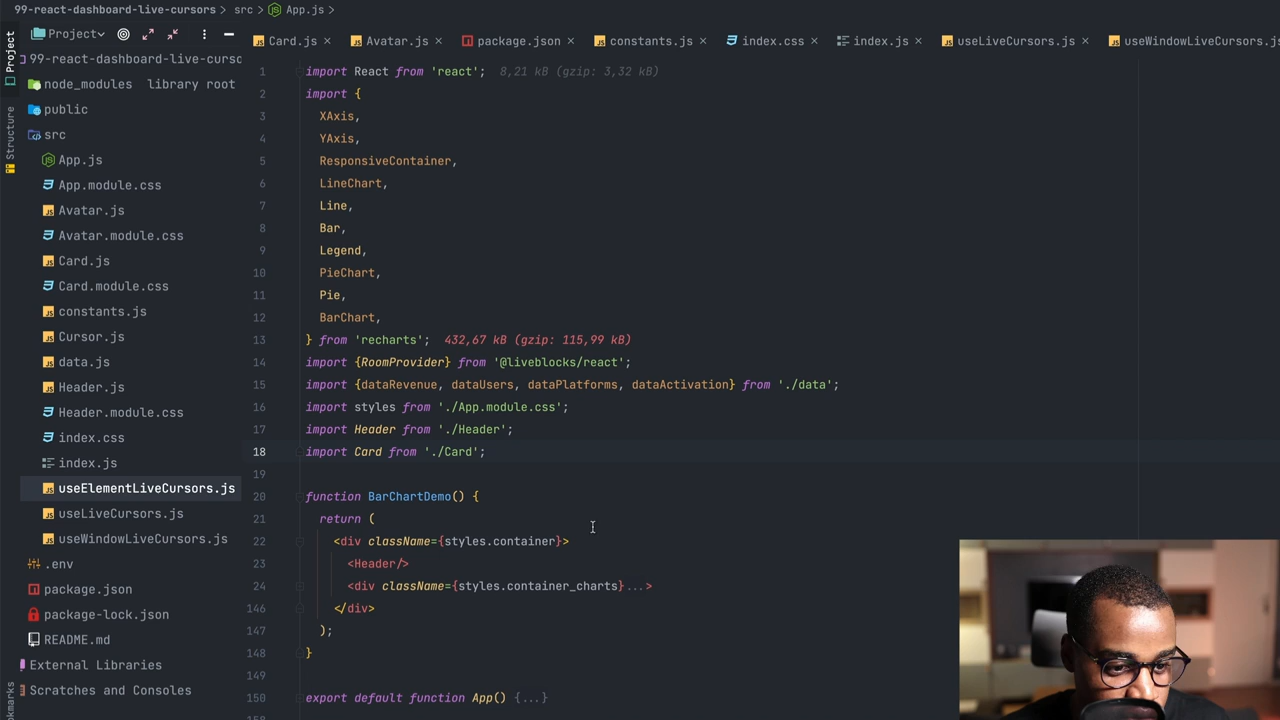 99-react-dashboard-live-cursors > src > App.js >
Project
Card.js × Avatar.js × package.json × constants.js × index.css × index.js × useLiveCursors.js × useWindowLiveCursors.js
Project
Structure
99-react-dashboard-live-curso
node_modules library root
public
src
App.js
App.module.css
Avatar.js
Avatar.module.css
Card.js
Card.module.css
constants.js
Cursor.js
data.js
Header.js
Header.module.css
index.css
index.js
useElementLiveCursors.js
useLiveCursors.js
useWindowLiveCursors.js
.env
package.json
package-lock.json
README.md
External Libraries
Scratches and Consoles
okmarks
1 import React from 'react'; 8,21 kB (gzip: 3,32 kB)
2 import {
3 XAxis,
4 YAxis,
5 ResponsiveContainer,
6 LineChart,
7 Line,
8 Bar,
9 Legend,
10 PieChart,
11 Pie,
12 BarChart,
13 } from 'recharts'; 432,67 kB (gzip: 115,99 kB)
14 import {RoomProvider} from '@liveblocks/react';
15 import {dataRevenue, dataUsers, dataPlatforms, dataActivation} from './data';
16 import styles from './App.module.css';
17 import Header from './Header';
18 import Card from './Card';
19
20 function BarChartDemo() {
21 return (
22 <div className={styles.container}>
23 <Header/>
24 <div className={styles.container_charts}...>
146 </div>
147 );
148 }
149
150 export default function App() {...}